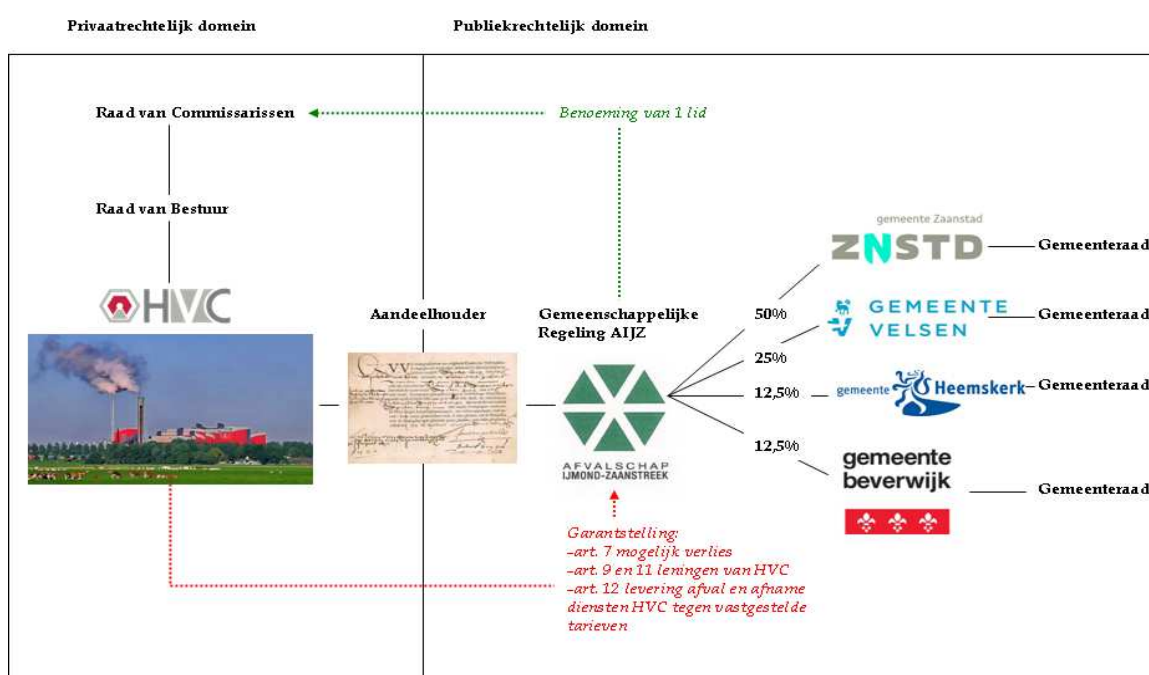 Privaatrechtelijk domein
Publiekrechtelijk domein
Raad van Commissarissen
Benoeming van 1 lid
Raad van Bestuur
HVC
Aandeelhouder
Gemeenschappelijke
Regeling AIJZ
AFVALSCHAP
IJMOND-ZAANSTREEK
50%
25%
12,5%
12,5%
gemeente Zaanstad
ZNSTD
Gemeenteraad
GEMEENTE
VELSEN
Gemeenteraad
gemeente Heemskerk
Gemeenteraad
gemeente
beverwijk
Gemeenteraad
Garantstelling:
–art. 7 mogelijk verlies
–art. 9 en 11 leningen van HVC
–art. 12 levering afval en afname
diensten HVC tegen vastgestelde
tarieven